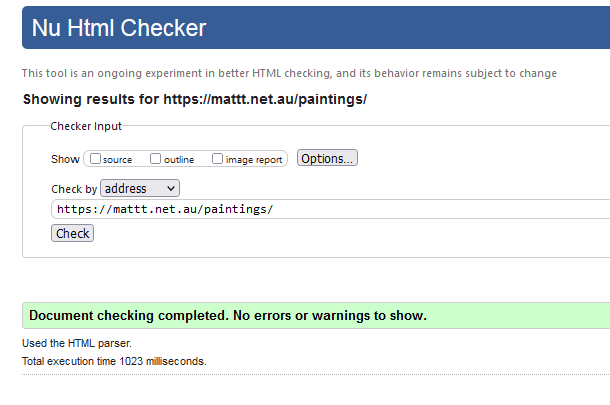 Nu Html Checker
This tool is an ongoing experiment in better HTML checking, and its behavior remains subject to change
Showing results for https://mattt.net.au/paintings/
Checker Input
Show source outline image report Options...
Check by address
https://mattt.net.au/paintings/
Check
Document checking completed. No errors or warnings to show.
Used the HTML parser.
Total execution time 1023 milliseconds.